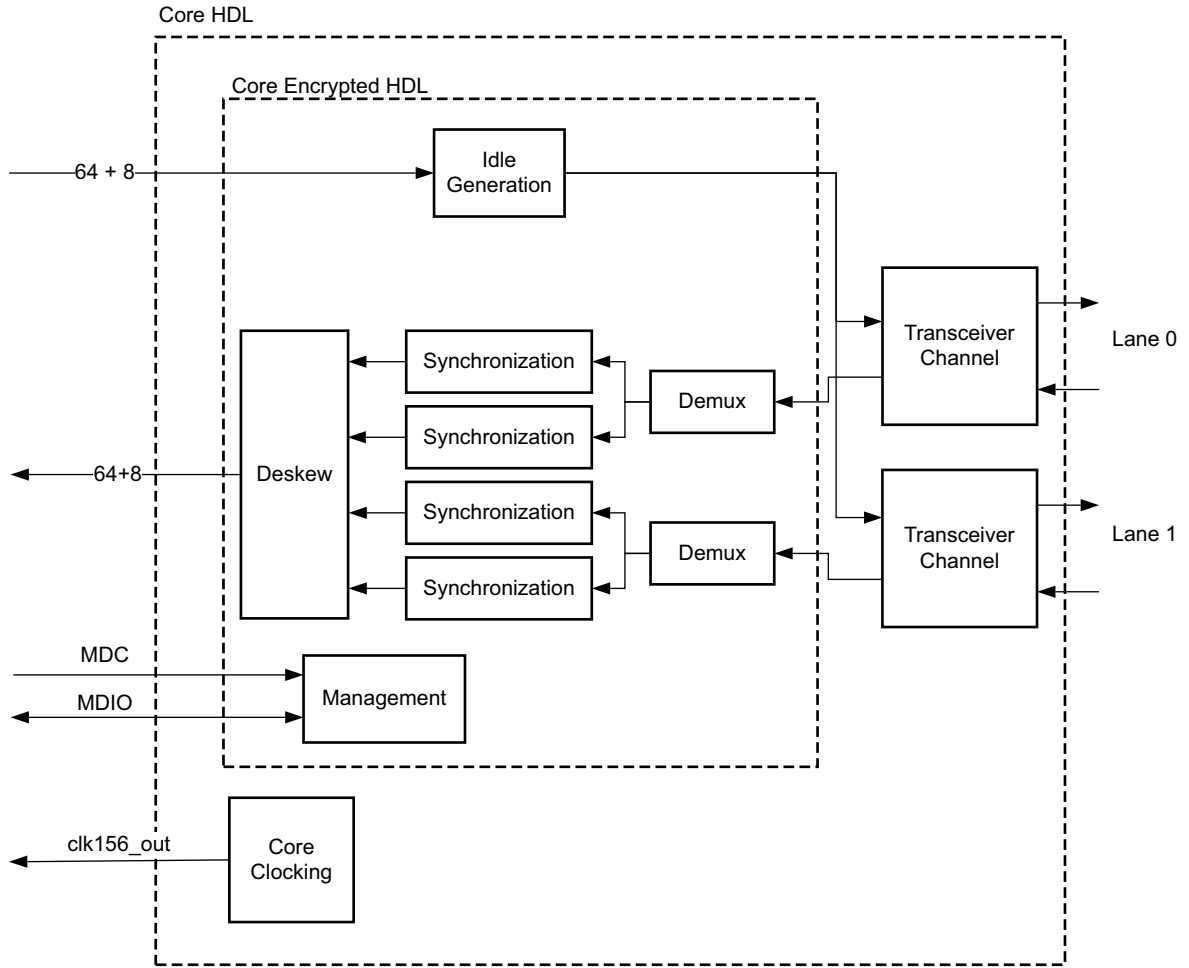 Core HDL
Core Encrypted HDL
64 + 8
Idle
Generation
Transceiver
Channel
Lane 0
Synchronization
Demux
Synchronization
64+8
Deskew
Synchronization
Transceiver
Channel
Lane 1
Demux
Synchronization
MDC
MDIO
Management
clk156_out
Core
Clocking